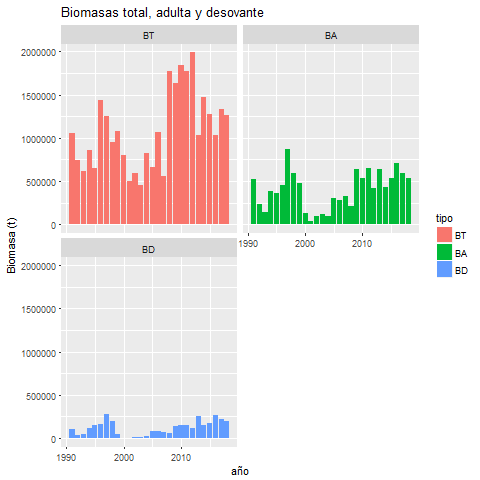 Biomasas total, adulta y desovante
BT
BA
2000000
1500000
1000000
500000
0
1990
2000
2010
Biomasa (t)
tipo
BT
BA
BD
BD
2000000
1500000
1000000
500000
0
1990
2000
2010
año